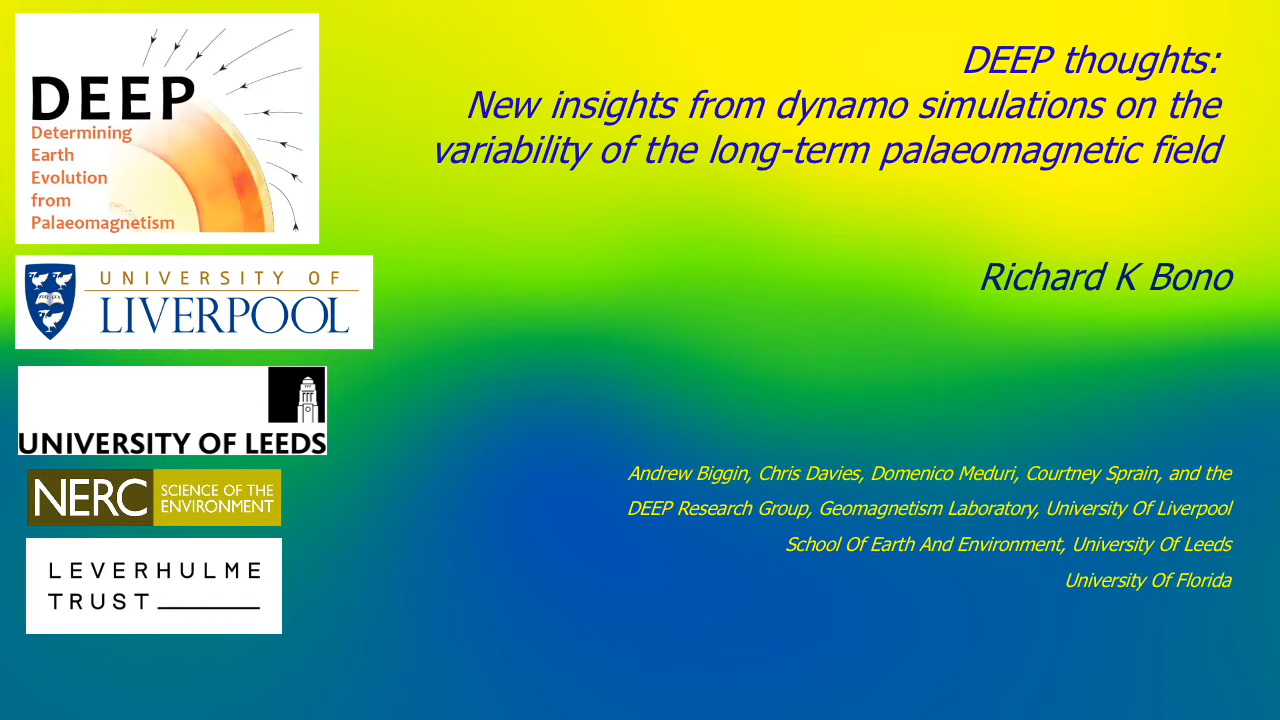 DEEP
Determining
Earth
Evolution
from
Palaeomagnetism
UNIVERSITY OF
LIVERPOOL
UNIVERSITY OF LEEDS
NERC
SCIENCE OF THE
ENVIRONMENT
LEVERHULME
TRUST
DEEP thoughts:
New insights from dynamo simulations on the
variability of the long-term palaeomagnetic field
Richard K Bono
Andrew Biggin, Chris Davies, Domenico Meduri, Courtney Sprain, and the
DEEP Research Group, Geomagnetism Laboratory, University Of Liverpool
School Of Earth And Environment, University Of Leeds
University Of Florida